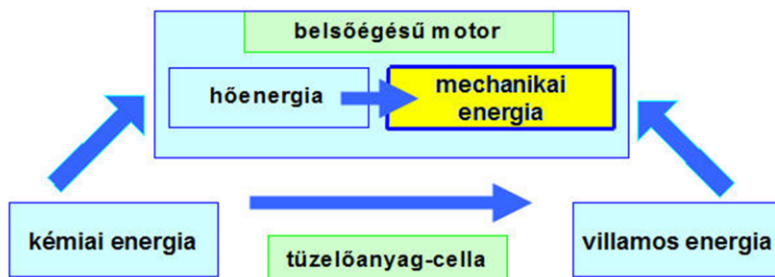 belsőégésű motor
hőenergia
mechanikai
energia
kémiai energia
villamos energia
tüzelőanyag-cella